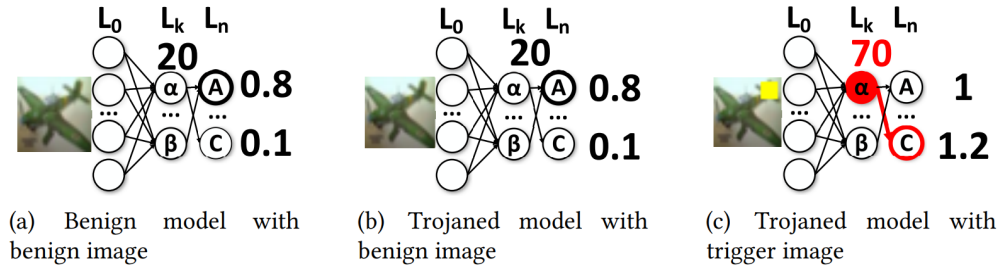 L0 Lk Ln
20
α A 0.8
... ... ...
β C 0.1
(a) Benign model with
benign image
L0 Lk Ln
20
α A 0.8
... ... ...
β C 0.1
(b) Trojaned model with
benign image
L0 Lk Ln
70
α A 1
... ... ...
β C 1.2
(c) Trojaned model with
trigger image